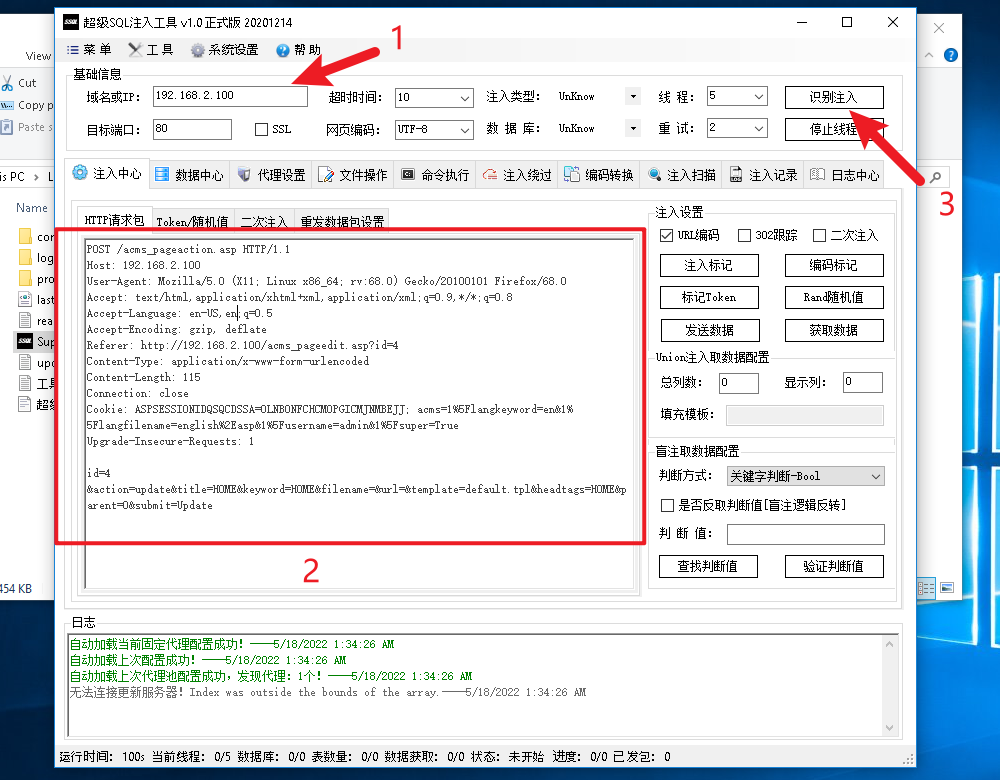 SSQL 超级SQL注入工具 v1.0 正式版 20201214
View
菜单 工具 系统设置 帮助
Cut
Copy p
Paste s
基础信息
域名或IP: 192.168.2.100 超时时间: 10 注入类型: UnKnow 线程: 5 识别注入
目标端口: 80 SSL 网页编码: UTF-8 数据库: UnKnow 重试: 2 停止线程
1
3
is PC > L
注入中心 数据中心 代理设置 文件操作 命令执行 注入绕过 编码转换 注入扫描 注入记录 日志中心
Name
cor
log
pro
last
rea
Sup
upo
工具
超级
454 KB
HTTP请求包 Token/随机值 二次注入 重发数据包设置
POST /acms_pageaction.asp HTTP/1.1
Host: 192.168.2.100
User-Agent: Mozilla/5.0 (X11; Linux x86_64; rv:68.0) Gecko/20100101 Firefox/68.0
Accept: text/html,application/xhtml+xml,application/xml;q=0.9,*/*;q=0.8
Accept-Language: en-US,en;q=0.5
Accept-Encoding: gzip, deflate
Referer: http://192.168.2.100/acms_pageedit.asp?id=4
Content-Type: application/x-www-form-urlencoded
Content-Length: 115
Connection: close
Cookie: ASPSESSIONIDQSQCDSSA=OLNBONFCHCMOPGICMJNMBEJJ; acms=1%5Flangkeyword=en&1%
5Flangfilename=english%2Easp&1%5Fusername=admin&1%5Fsuper=True
Upgrade-Insecure-Requests: 1
id=4
&action=update&title=HOME&keyword=HOME&filename=&url=&template=default.tpl&headtags=HOME&p
arent=0&submit=Update
2
注入设置
URL编码 302跟踪 二次注入
注入标记 编码标记
标记Token Rand随机值
发送数据 获取数据
Union注入取数据配置
总列数: 0 显示列: 0
填充模板:
盲注取数据配置
判断方式: 关键字判断-Bool
是否反取判断值[盲注逻辑反转]
判断值:
查找判断值 验证判断值
日志
自动加载当前固定代理配置成功！----5/18/2022 1:34:26 AM
自动加载上次配置成功！----5/18/2022 1:34:26 AM
自动加载上次代理池配置成功，发现代理：1个！----5/18/2022 1:34:26 AM
无法连接更新服务器！Index was outside the bounds of the array.----5/18/2022 1:34:26 AM
运行时间: 100s 当前线程: 0/5 数据库: 0/0 表数量: 0/0 数据获取: 0/0 状态: 未开始 进度: 0/0 已发包: 0